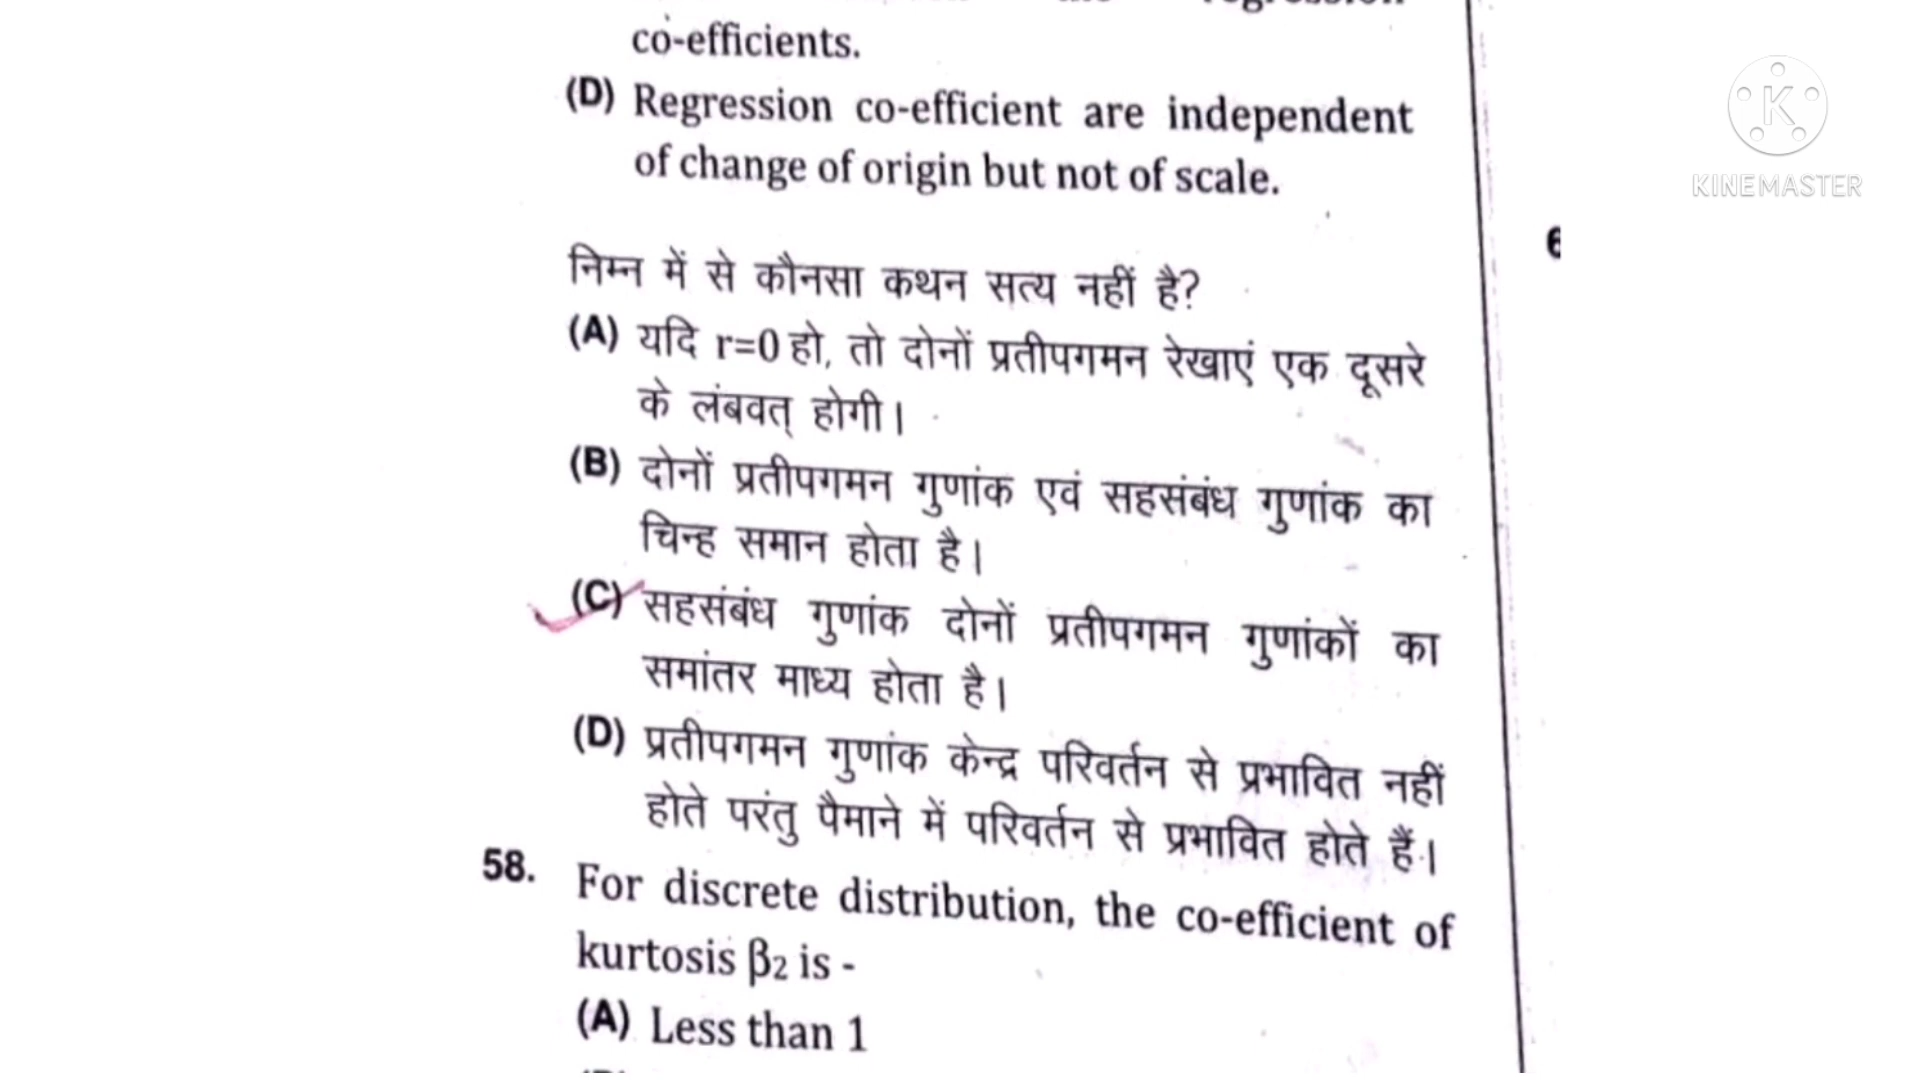 co-efficients.
(D) Regression co-efficient are independent
of change of origin but not of scale.
निम्न में से कौनसा कथन सत्य नहीं है?
(A) यदि r=0 हो, तो दोनों प्रतीपगमन रेखाएं एक दूसरे
के लंबवत् होगी।
(B) दोनों प्रतीपगमन गुणांक एवं सहसंबंध गुणांक का
चिन्ह समान होता है।
(C) सहसंबंध गुणांक दोनों प्रतीपगमन गुणांकों का
समांतर माध्य होता है।
(D) प्रतीपगमन गुणांक केन्द्र परिवर्तन से प्रभावित नहीं
होते परंतु पैमाने में परिवर्तन से प्रभावित होते हैं।
58. For discrete distribution, the co-efficient of
kurtosis β2 is -
(A) Less than 1
K
KINEMASTER